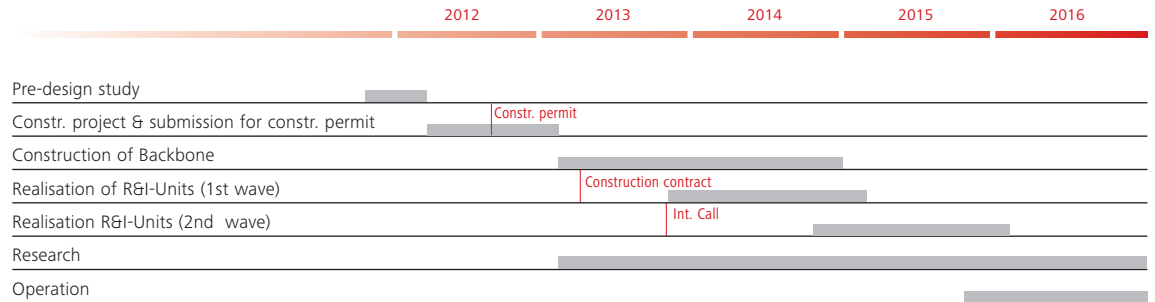 2012 2013 2014 2015 2016
Pre-design study
Constr. permit
Constr. project & submission for constr. permit
Construction of Backbone
Construction contract
Realisation of R&I-Units (1st wave)
Int. Call
Realisation R&I-Units (2nd wave)
Research
Operation